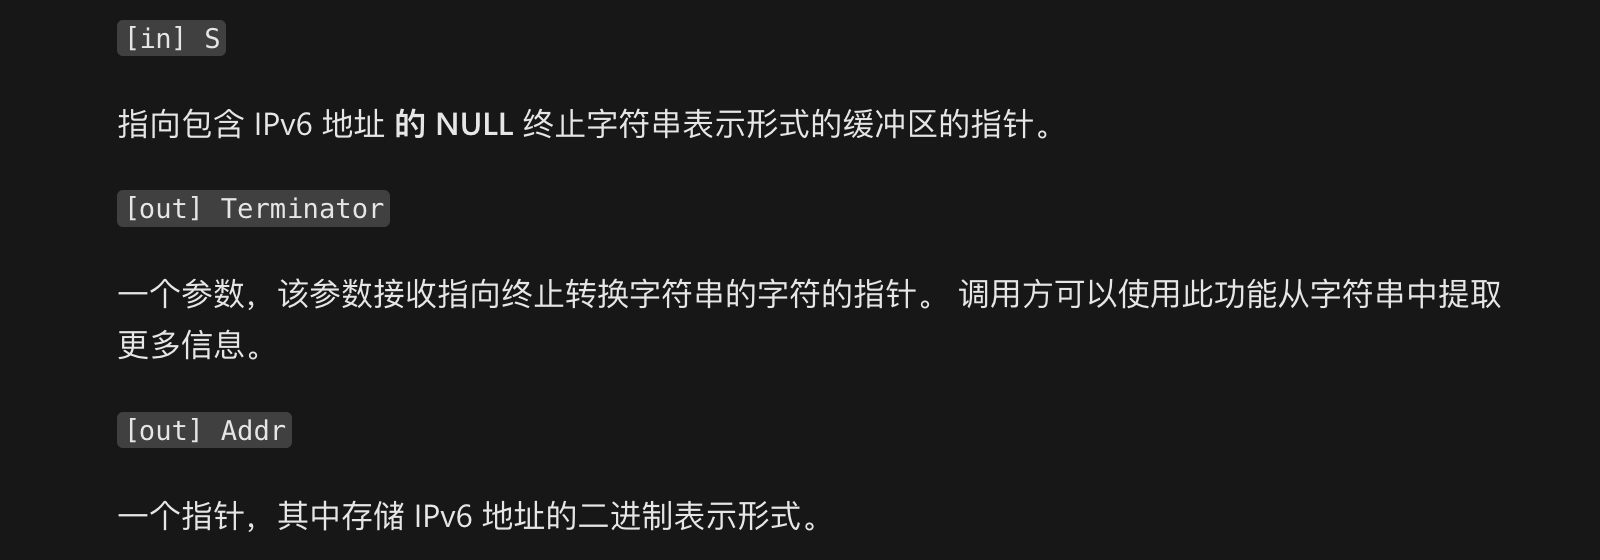 [in] S
指向包含 IPv6 地址 的 NULL 终止字符串表示形式的缓冲区的指针。
[out] Terminator
一个参数，该参数接收指向终止转换字符串的字符的指针。 调用方可以使用此功能从字符串中提取
更多信息。
[out] Addr
一个指针，其中存储 IPv6 地址的二进制表示形式。